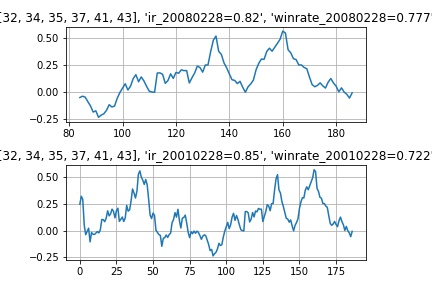 [32, 34, 35, 37, 41, 43], 'ir_20080228=0.82', 'winrate_20080228=0.777'
0.50
0.25
0.00
−0.25
80 100 120 140 160 180
[32, 34, 35, 37, 41, 43], 'ir_20010228=0.85', 'winrate_20010228=0.722'
0.50
0.25
0.00
−0.25
0 25 50 75 100 125 150 175